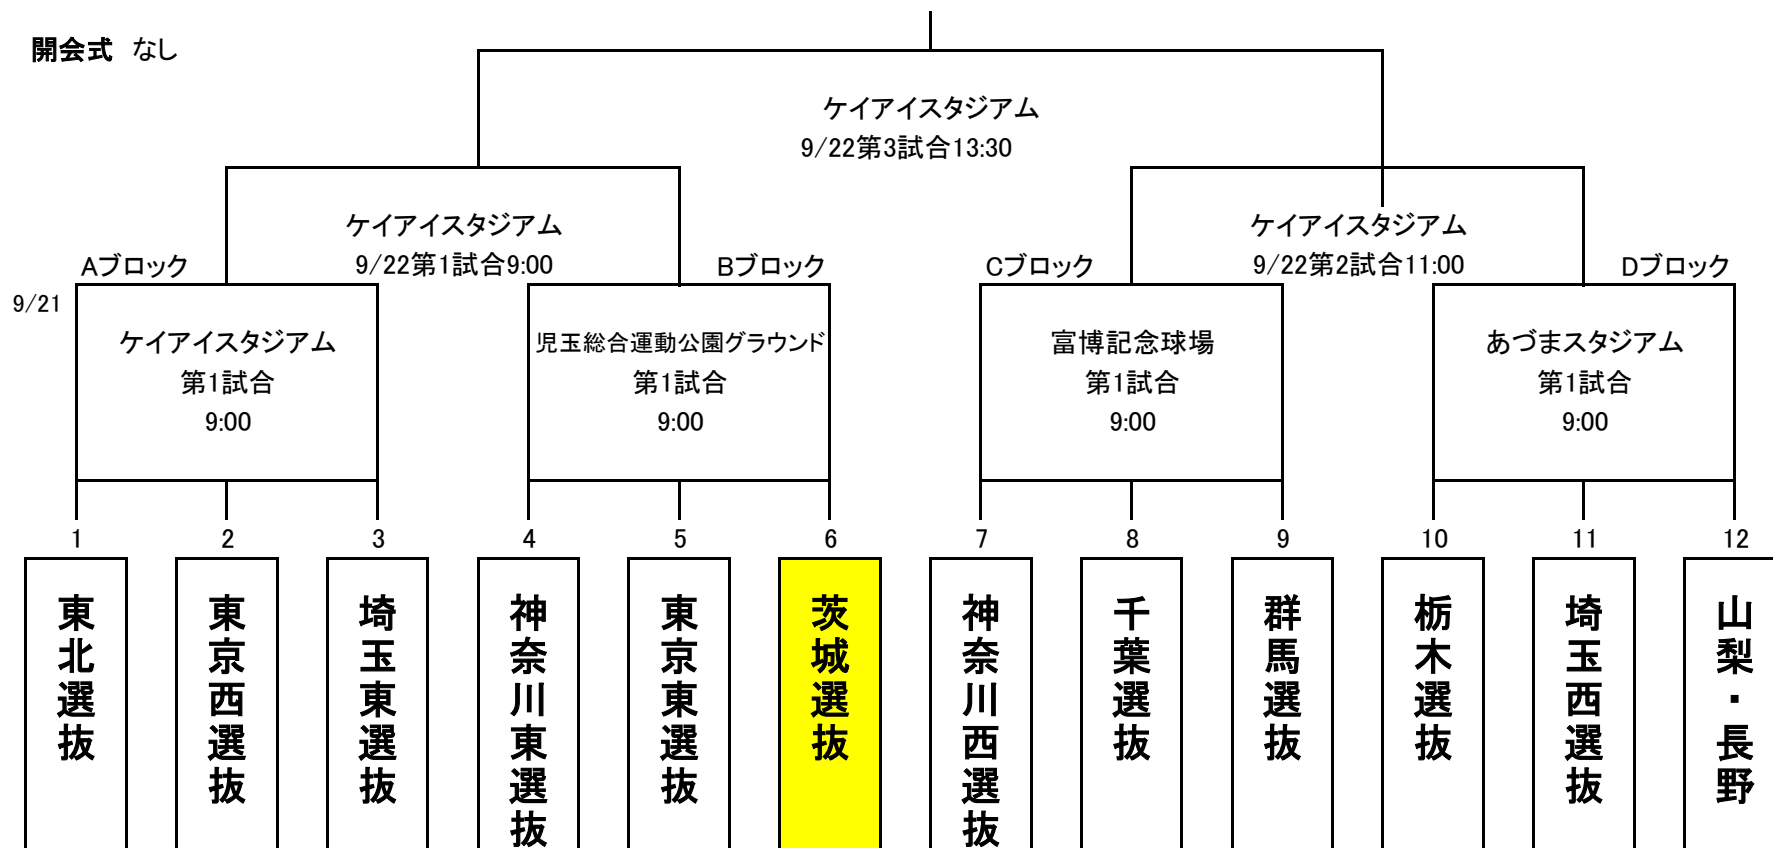 開会式 なし
ケイアイスタジアム
9/22第3試合13:30
ケイアイスタジアム
9/22第1試合9:00
ケイアイスタジアム
9/22第2試合11:00
Aブロック
Bブロック
Cブロック
Dブロック
9/21
ケイアイスタジアム
第1試合
9:00
児玉総合運動公園グラウンド
第1試合
9:00
富博記念球場
第1試合
9:00
あづまスタジアム
第1試合
9:00
1
2
3
4
5
6
7
8
9
10
11
12
東北選抜
東京西選抜
埼玉東選抜
神奈川東選抜
東京東選抜
茨城選抜
神奈川西選抜
千葉選抜
群馬選抜
栃木選抜
埼玉西選抜
山梨・長野